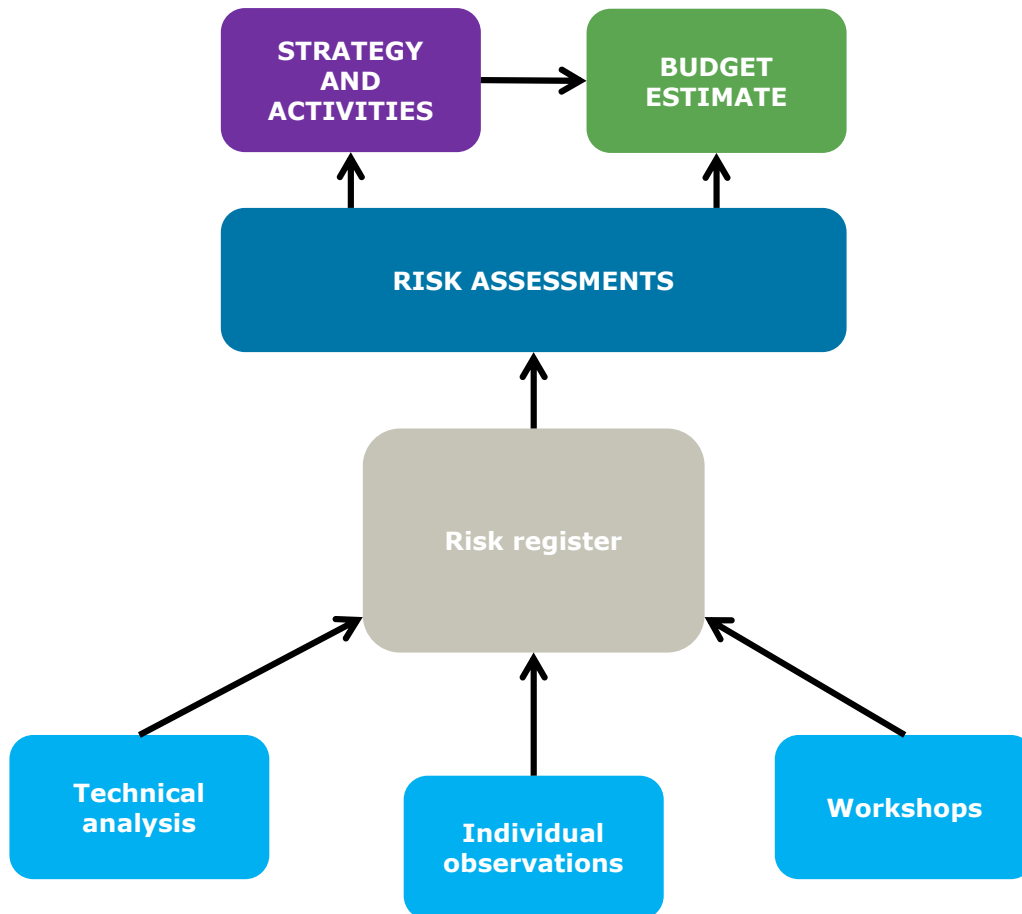 STRATEGY
AND
ACTIVITIES
BUDGET
ESTIMATE
RISK ASSESSMENTS
Risk register
Technical
analysis
Individual
observations
Workshops